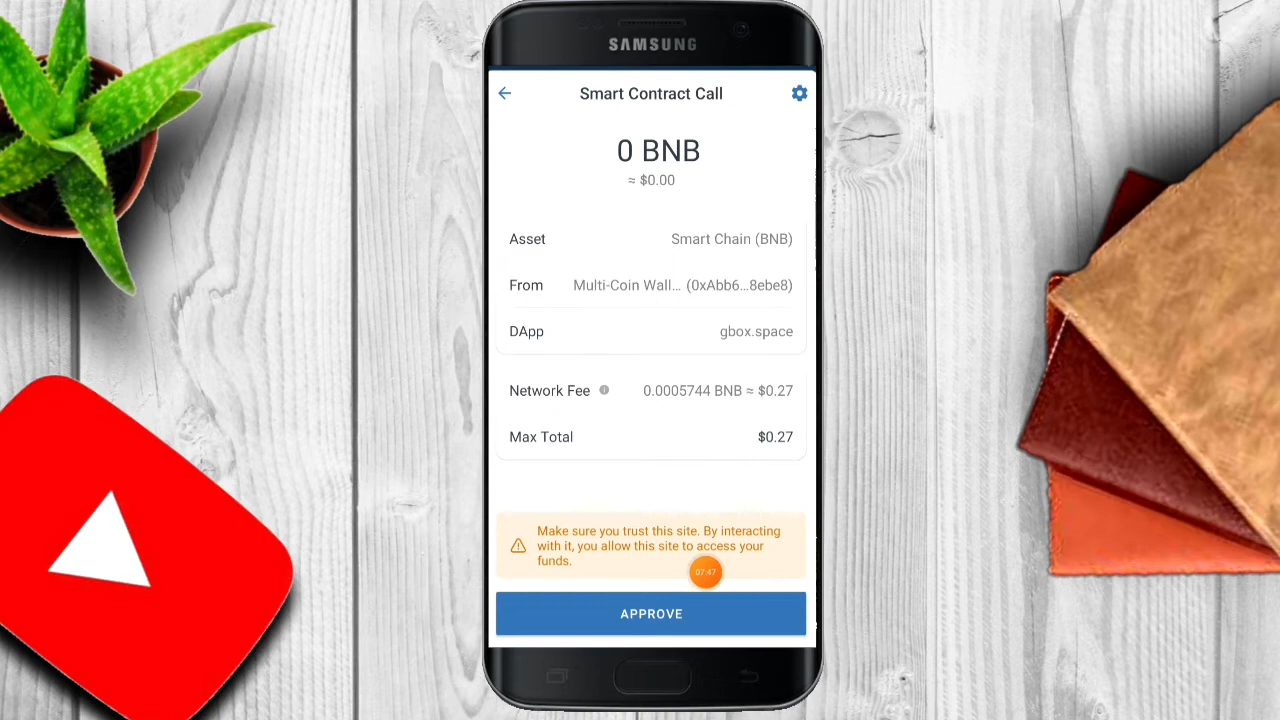 SAMSUNG
Smart Contract Call
0 BNB
≈ $0.00
Asset Smart Chain (BNB)
From Multi-Coin Wall... (0xAbb6...8ebe8)
DApp gbox.space
Network Fee 0.0005744 BNB ≈ $0.27
Max Total $0.27
Make sure you trust this site. By interacting
with it, you allow this site to access your
funds.
07:47
APPROVE